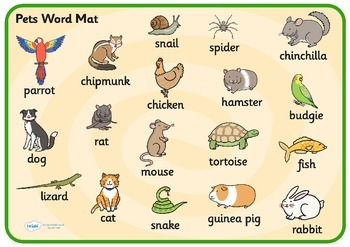 Pets Word Mat
parrot
chipmunk
snail
spider
chinchilla
chicken
hamster
budgie
dog
rat
mouse
tortoise
fish
lizard
cat
snake
guinea pig
rabbit
twinkl